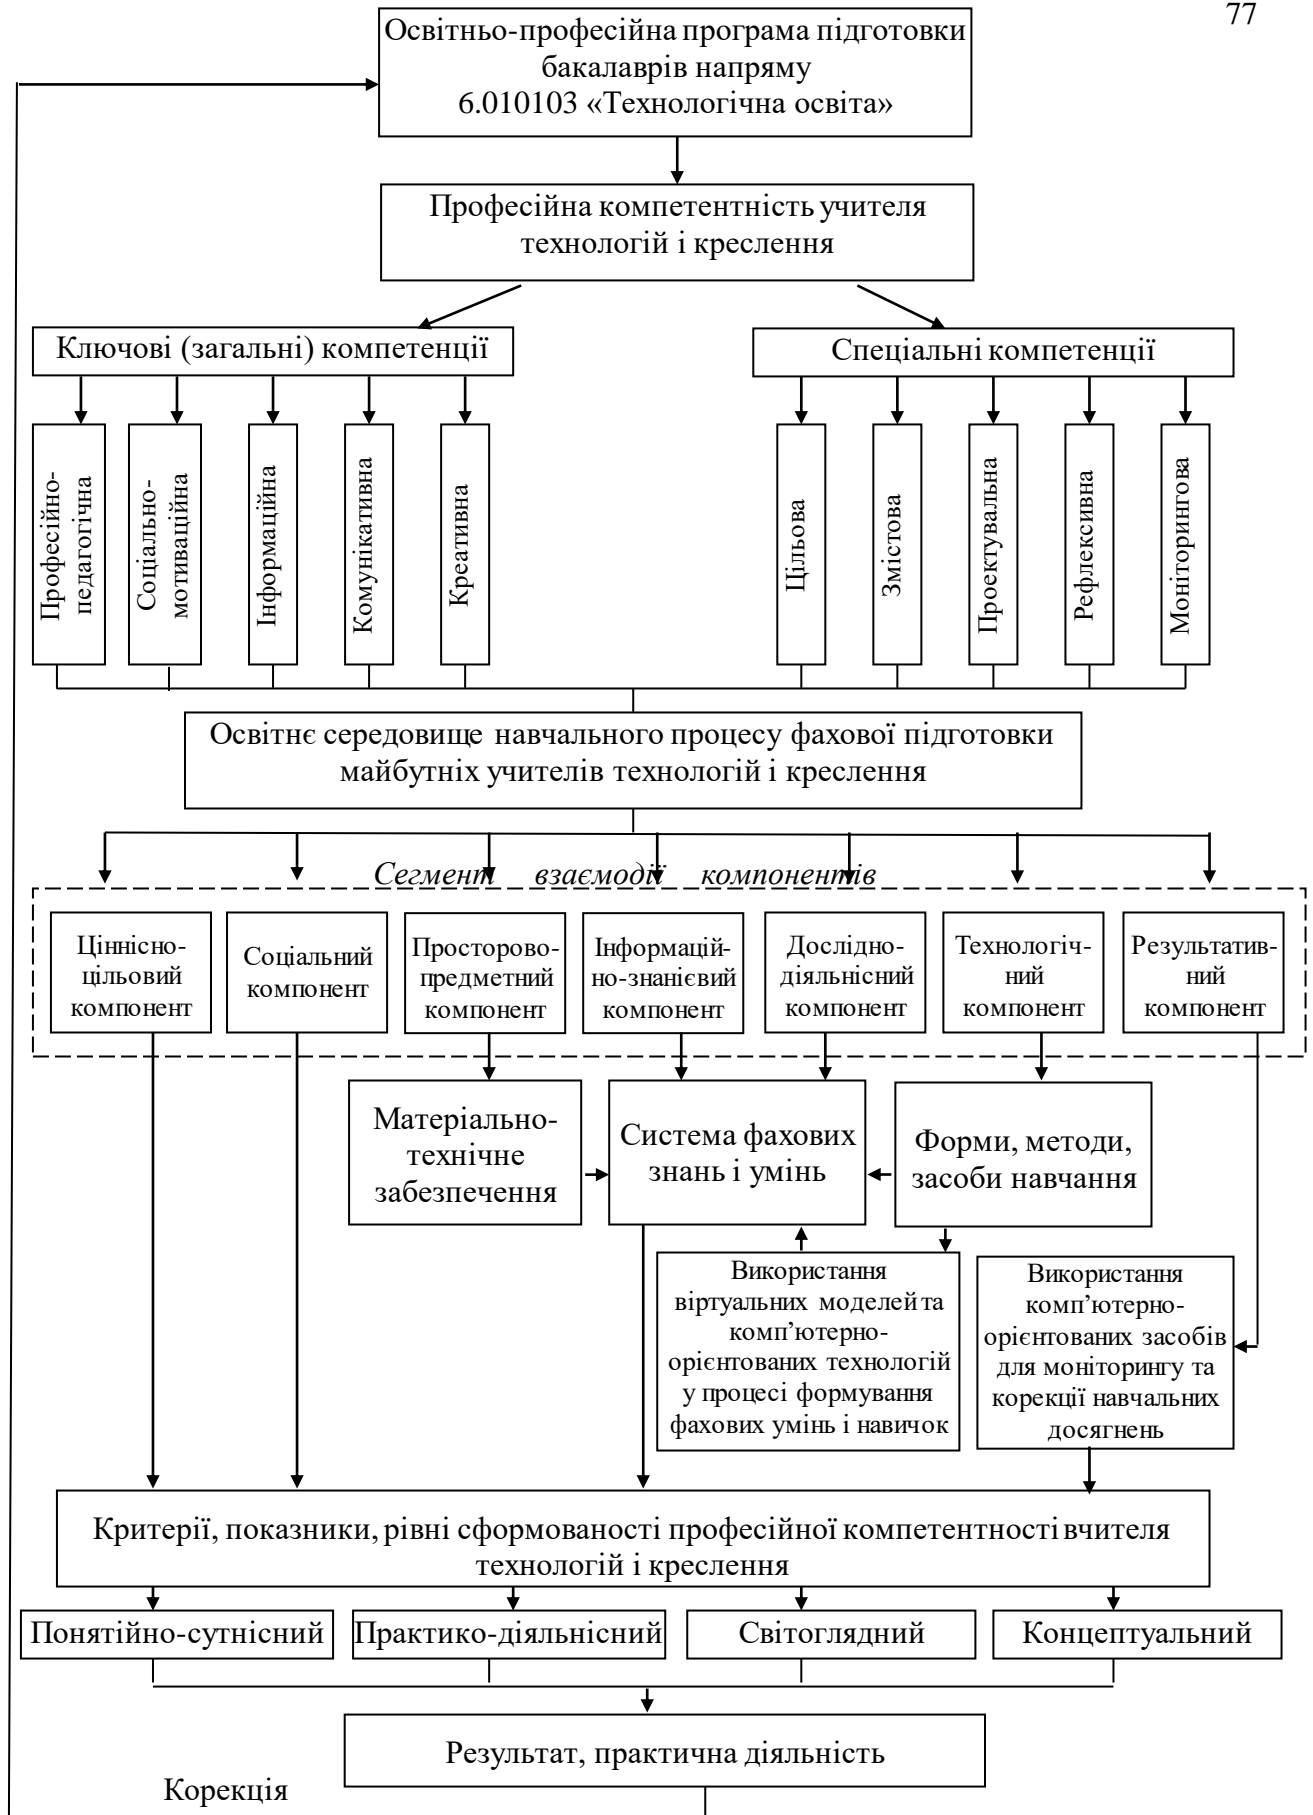 77
Освітньо-професійна програма підготовки
бакалаврів напряму
6.010103 «Технологічна освіта»
Професійна компетентність учителя
технологій і креслення
Ключові (загальні) компетенції
Спеціальні компетенції
Професійно-
педагогічна
Соціально-
мотиваційна
Інформаційна
Комунікативна
Креативна
Цільова
Змістова
Проектувальна
Рефлексивна
Моніторингова
Освітнє середовище навчального процесу фахової підготовки
майбутніх учителів технологій і креслення
Сегмент взаємодії компонентів
Ціннісно-
цільовий
компонент
Соціальний
компонент
Просторово-
предметний
компонент
Інформацій-
но-знанієвий
компонент
Дослідно-
діяльнісний
компонент
Технологіч-
ний
компонент
Результатив-
ний
компонент
Матеріально-
технічне
забезпечення
Система фахових
знань і умінь
Форми, методи,
засоби навчання
Використання
віртуальних моделей та
комп’ютерно-
орієнтованих технологій
у процесі формування
фахових умінь і навичок
Використання
комп’ютерно-
орієнтованих засобів
для моніторингу та
корекції навчальних
досягнень
Критерії, показники, рівні сформованості професійної компетентності вчителя
технологій і креслення
Понятійно-сутнісний
Практико-діяльнісний
Світоглядний
Концептуальний
Результат, практична діяльність
Корекція